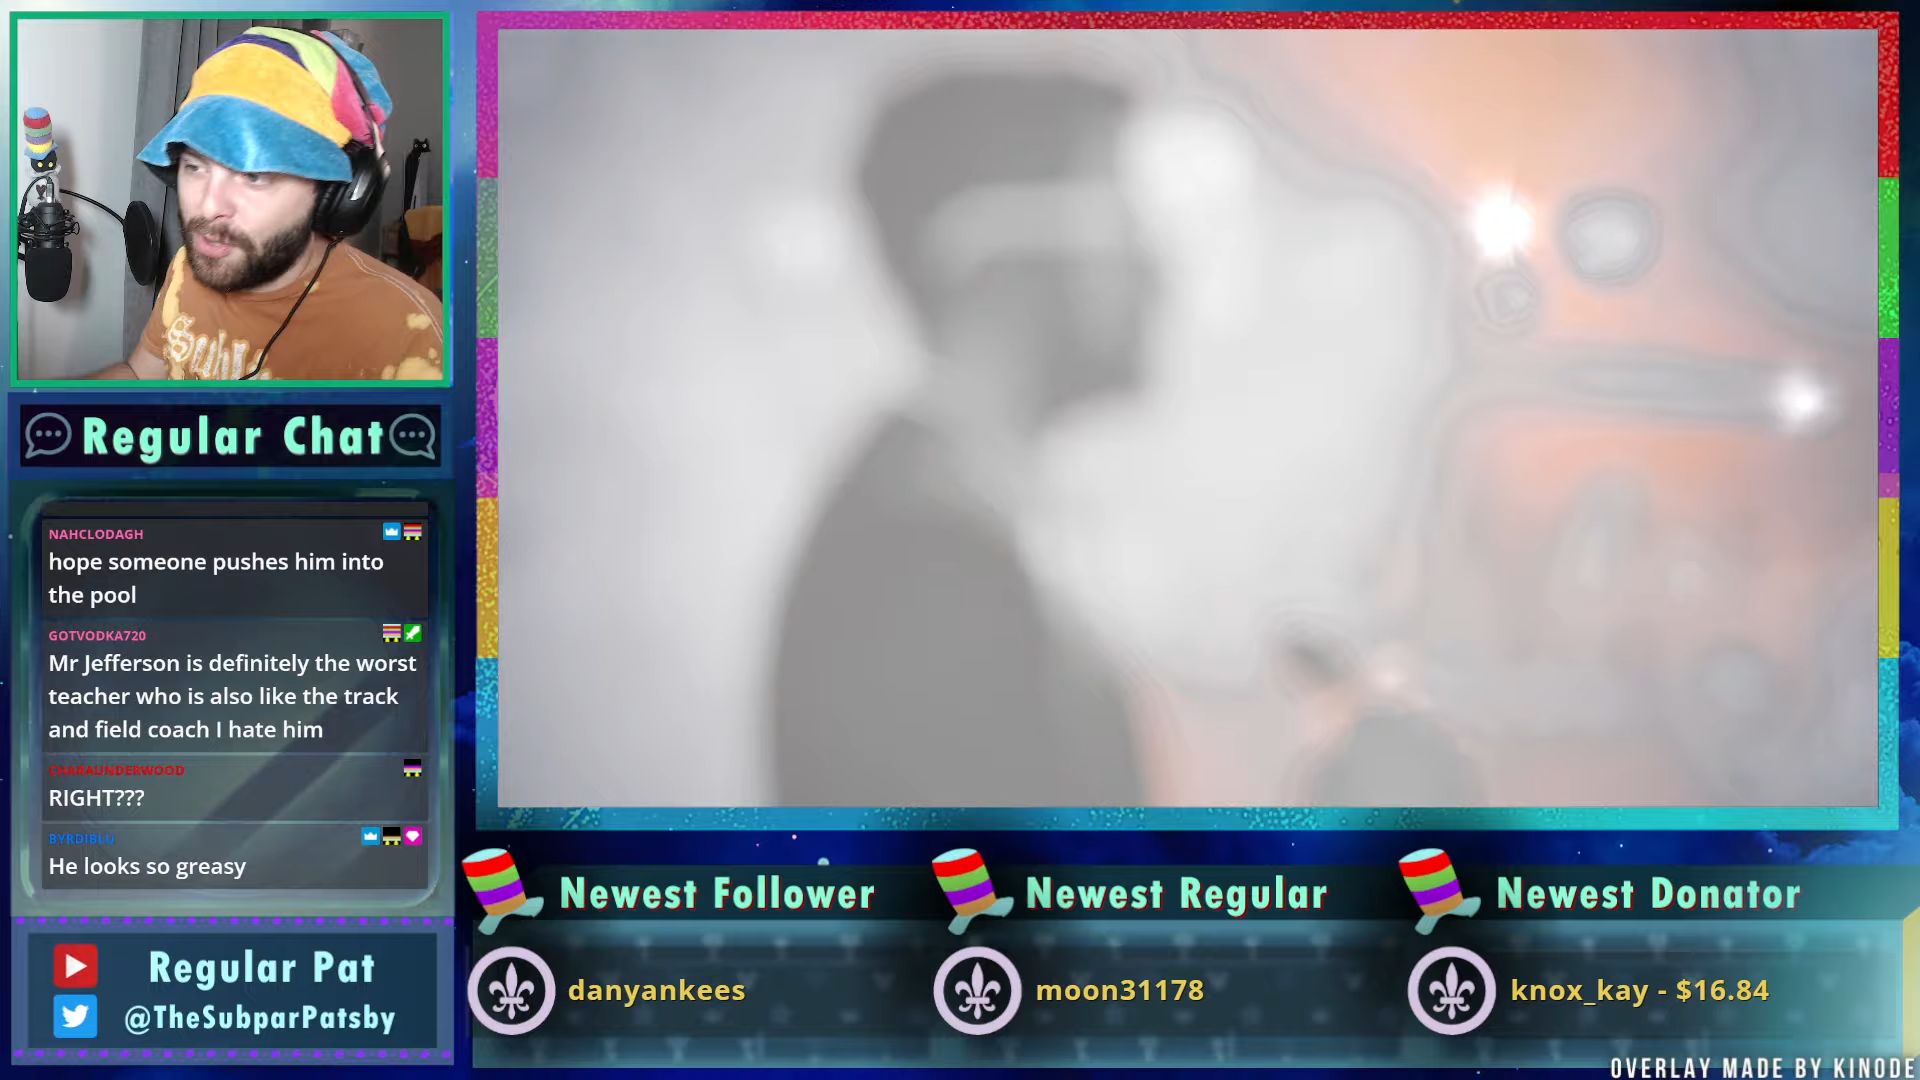 Regular Chat
NAHCLODAGH
hope someone pushes him into
the pool
GOTVODKA720
Mr Jefferson is definitely the worst
teacher who is also like the track
and field coach I hate him
CHARAUNDERWOOD
RIGHT???
BYRDIBLU
He looks so greasy
Regular Pat
@TheSubparPatsby
Newest Follower
danyankees
Newest Regular
moon31178
Newest Donator
knox_kay - $16.84
OVERLAY MADE BY KINODE